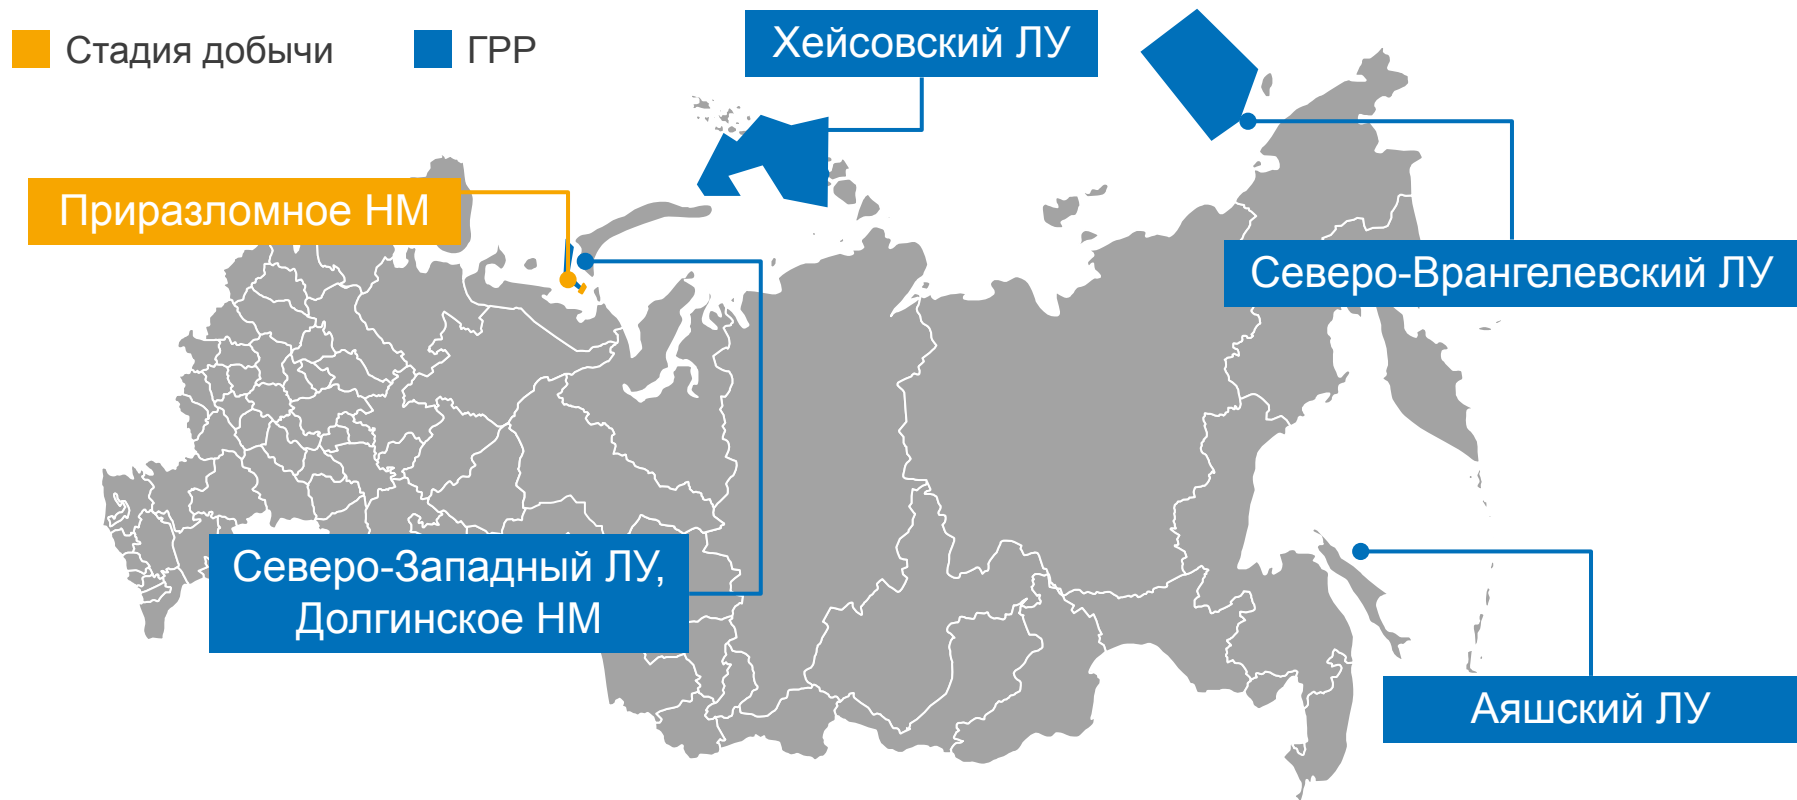 Стадия добычи
ГРР
Хейсовский ЛУ
Приразломное НМ
Северо-Врангелевский ЛУ
Северо-Западный ЛУ,
Долгинское НМ
Аяшский ЛУ